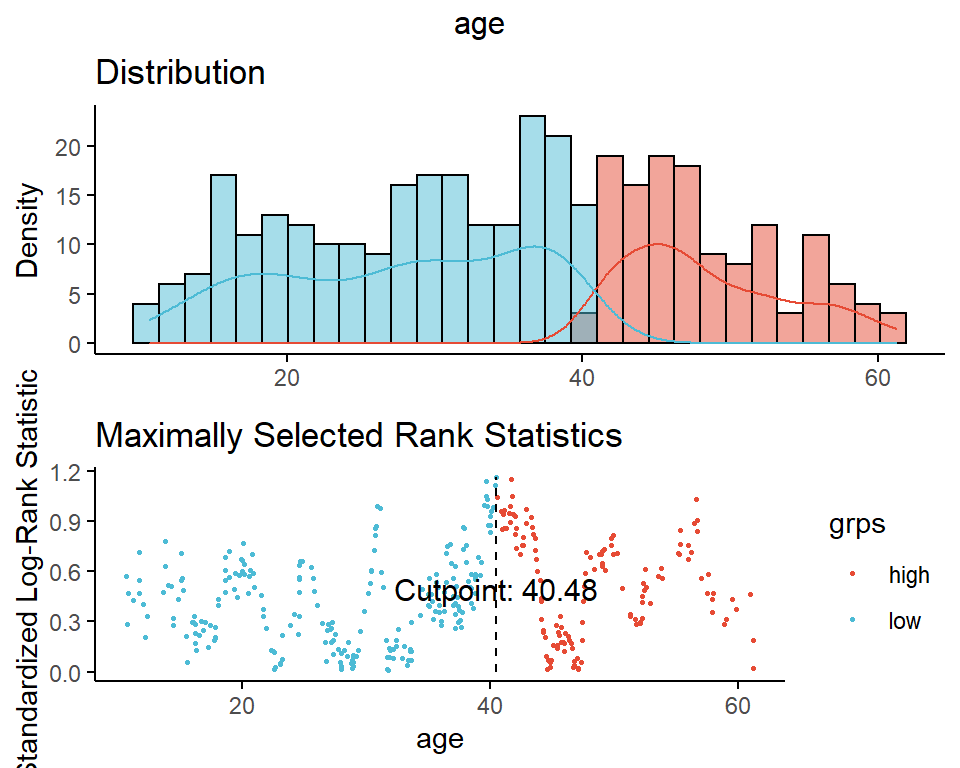 age
Distribution
Density
20
15
10
5
0
20
40
60
Maximally Selected Rank Statistics
Standardized Log-Rank Statistic
1.2
0.9
0.6
0.3
0.0
Cutpoint: 40.48
20
40
60
age
grps
high
low